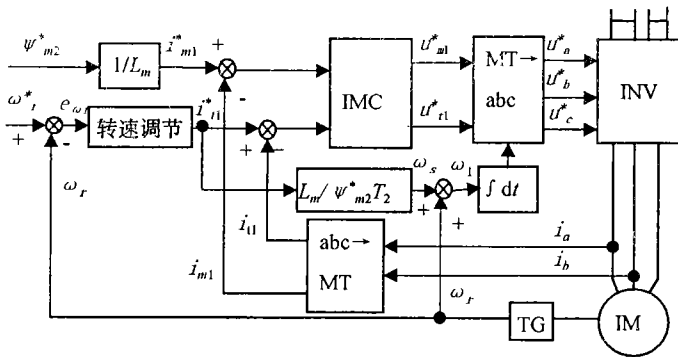 ψ*m2
1/Lm
i*m1
+
-
IMC
u*m1
MT→
abc
u*a
u*b
u*c
INV
ω*r
+
-
eωr
转速调节
i*t1
+
-
u*t1
Lm/ψ*m2T2
ωs
+
+
ω1
∫dt
ωr
it1
im1
abc→
MT
ia
ib
ωr
TG
IM